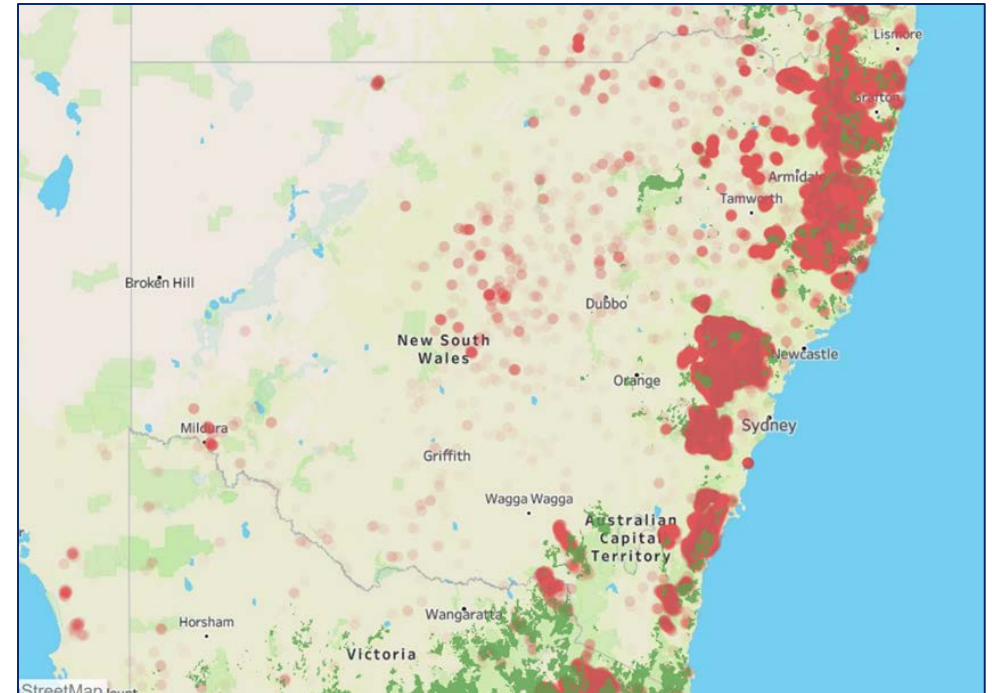 Lismore
Grafton
Armidale
Tamworth
Broken Hill
Dubbo
New South
Wales
Newcastle
Orange
Sydney
Mildura
Griffith
Wagga Wagga
Australian
Capital
Territory
Wangaratta
Horsham
Victoria
StreetMap